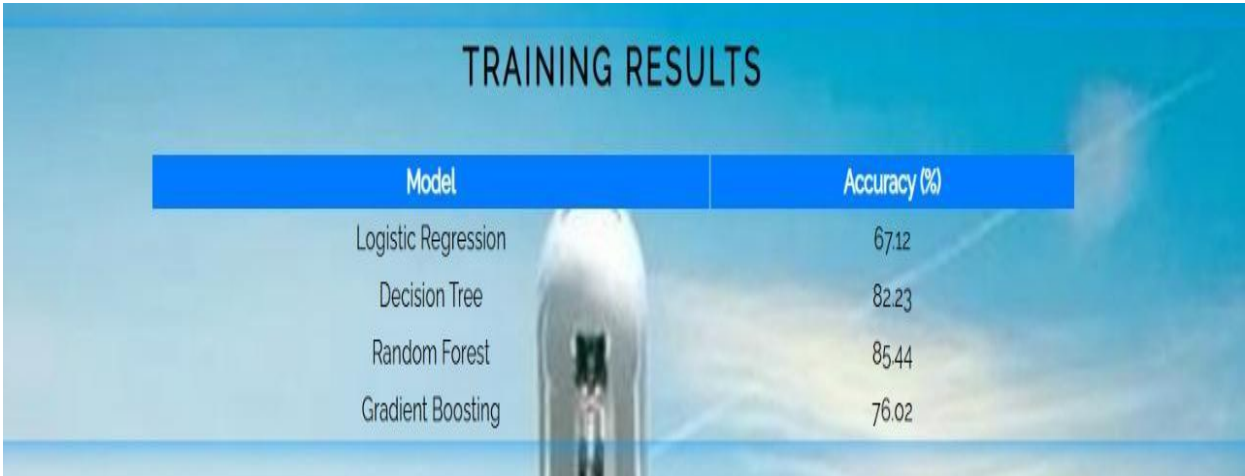 TRAINING RESULTS
Model Accuracy (%)
Logistic Regression 67.12
Decision Tree 82.23
Random Forest 85.44
Gradient Boosting 76.02